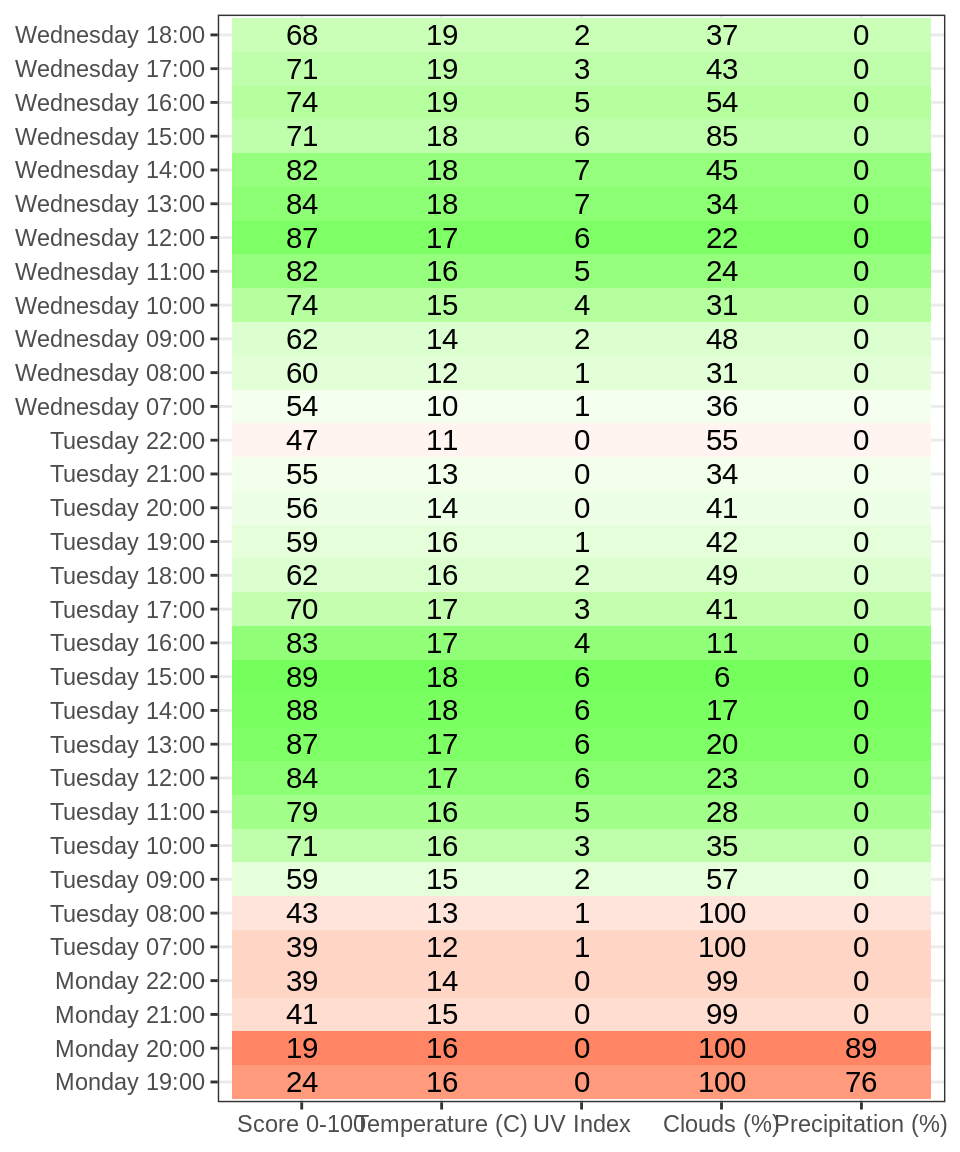 Wednesday 18:00 68 19 2 37 0
Wednesday 17:00 71 19 3 43 0
Wednesday 16:00 74 19 5 54 0
Wednesday 15:00 71 18 6 85 0
Wednesday 14:00 82 18 7 45 0
Wednesday 13:00 84 18 7 34 0
Wednesday 12:00 87 17 6 22 0
Wednesday 11:00 82 16 5 24 0
Wednesday 10:00 74 15 4 31 0
Wednesday 09:00 62 14 2 48 0
Wednesday 08:00 60 12 1 31 0
Wednesday 07:00 54 10 1 36 0
Tuesday 22:00 47 11 0 55 0
Tuesday 21:00 55 13 0 34 0
Tuesday 20:00 56 14 0 41 0
Tuesday 19:00 59 16 1 42 0
Tuesday 18:00 62 16 2 49 0
Tuesday 17:00 70 17 3 41 0
Tuesday 16:00 83 17 4 11 0
Tuesday 15:00 89 18 6 6 0
Tuesday 14:00 88 18 6 17 0
Tuesday 13:00 87 17 6 20 0
Tuesday 12:00 84 17 6 23 0
Tuesday 11:00 79 16 5 28 0
Tuesday 10:00 71 16 3 35 0
Tuesday 09:00 59 15 2 57 0
Tuesday 08:00 43 13 1 100 0
Tuesday 07:00 39 12 1 100 0
Monday 22:00 39 14 0 99 0
Monday 21:00 41 15 0 99 0
Monday 20:00 19 16 0 100 89
Monday 19:00 24 16 0 100 76
Score 0-100 Temperature (C) UV Index Clouds (%) Precipitation (%)